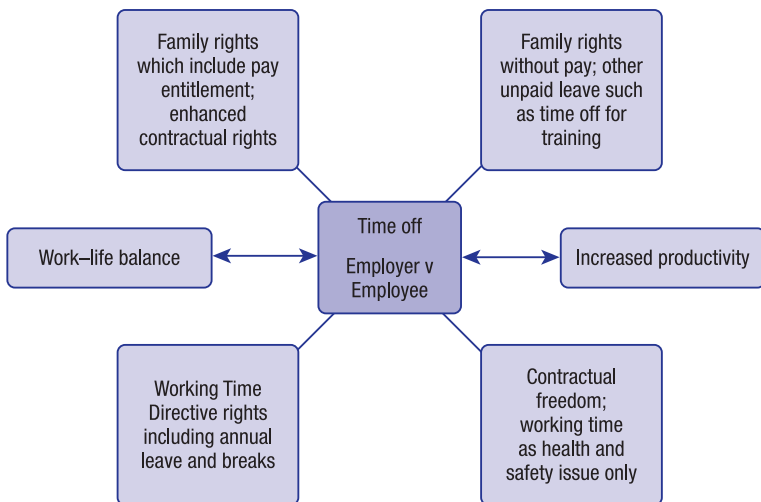 Family rights
which include pay
entitlement;
enhanced
contractual rights
Family rights
without pay; other
unpaid leave such
as time off for
training
Time off
Employer v
Employee
Work–life balance
Increased productivity
Working Time
Directive rights
including annual
leave and breaks
Contractual
freedom;
working time
as health and
safety issue only